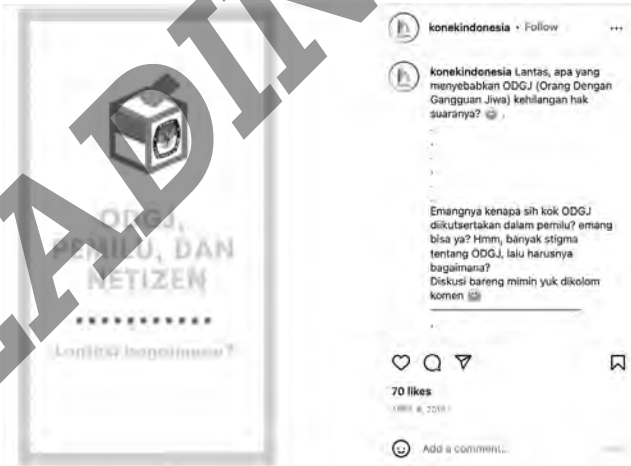 ODGJ,
PEMILU, DAN
NETIZEN
Lantas bagaimana?
konekindonesia • Follow
konekindonesia Lantas, apa yang
menyebabkan ODGJ (Orang Dengan
Gangguan Jiwa) kehilangan hak
suaranya?
Emangnya kenapa sih kok ODGJ
diikutsertakan dalam pemilu? emang
bisa ya? Hmm, banyak stigma
tentang ODGJ, lalu harusnya
bagaimana?
Diskusi bareng mimin yuk dikolom
komen
70 likes
Add a comment...